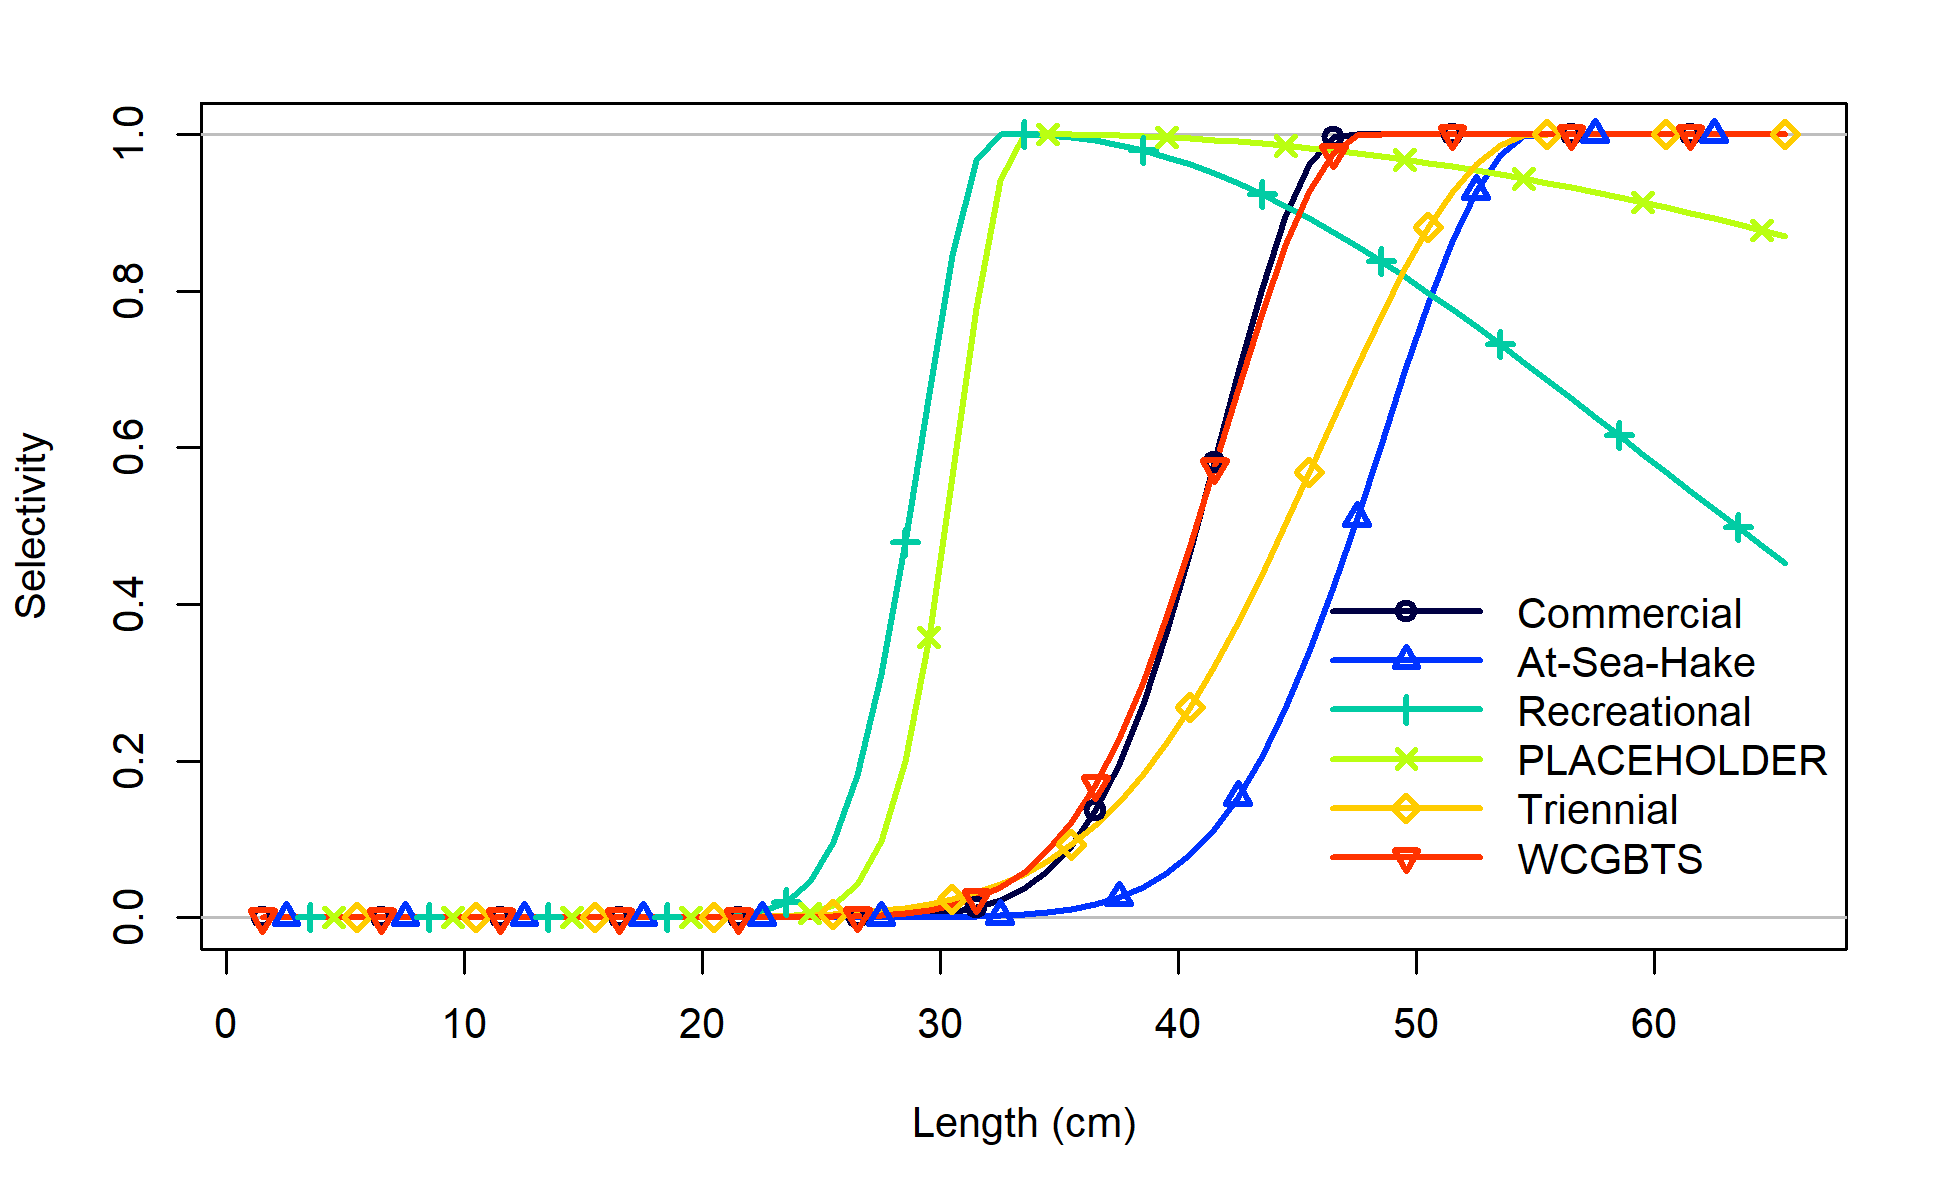 Selectivity
1.0
0.8
0.6
0.4
0.2
0.0
Commercial
At-Sea-Hake
Recreational
PLACEHOLDER
Triennial
WCGBTS
0 10 20 30 40 50 60
Length (cm)